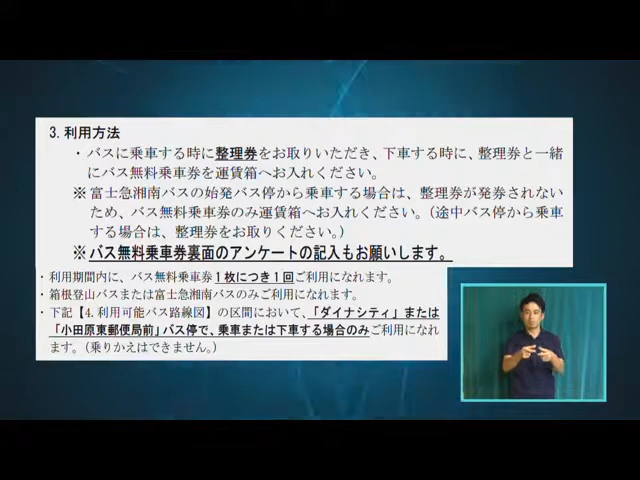 3.利用方法
・バスに乗車する時に整理券をお取りいただき、下車する時に、整理券と一緒
にバス無料乗車券を運賃箱へお入れください。
※富士急湘南バスの始発バス停から乗車する場合は、整理券が発券されない
ため、バス無料乗車券のみ運賃箱へお入れください。(途中バス停から乗車
する場合は、整理券をお取りください。)
※バス無料乗車券裏面のアンケートの記入もお願いします。
・利用期間内に、バス無料乗車券1枚につき1回ご利用になれます。
・箱根登山バスまたは富士急湘南バスのみご利用になれます。
・下記【4.利用可能バス路線図】の区間において、「ダイナシティ」または
「小田原東郵便局前」バス停で、乗車または下車する場合のみご利用になれ
ます。(乗りかえはできません。)